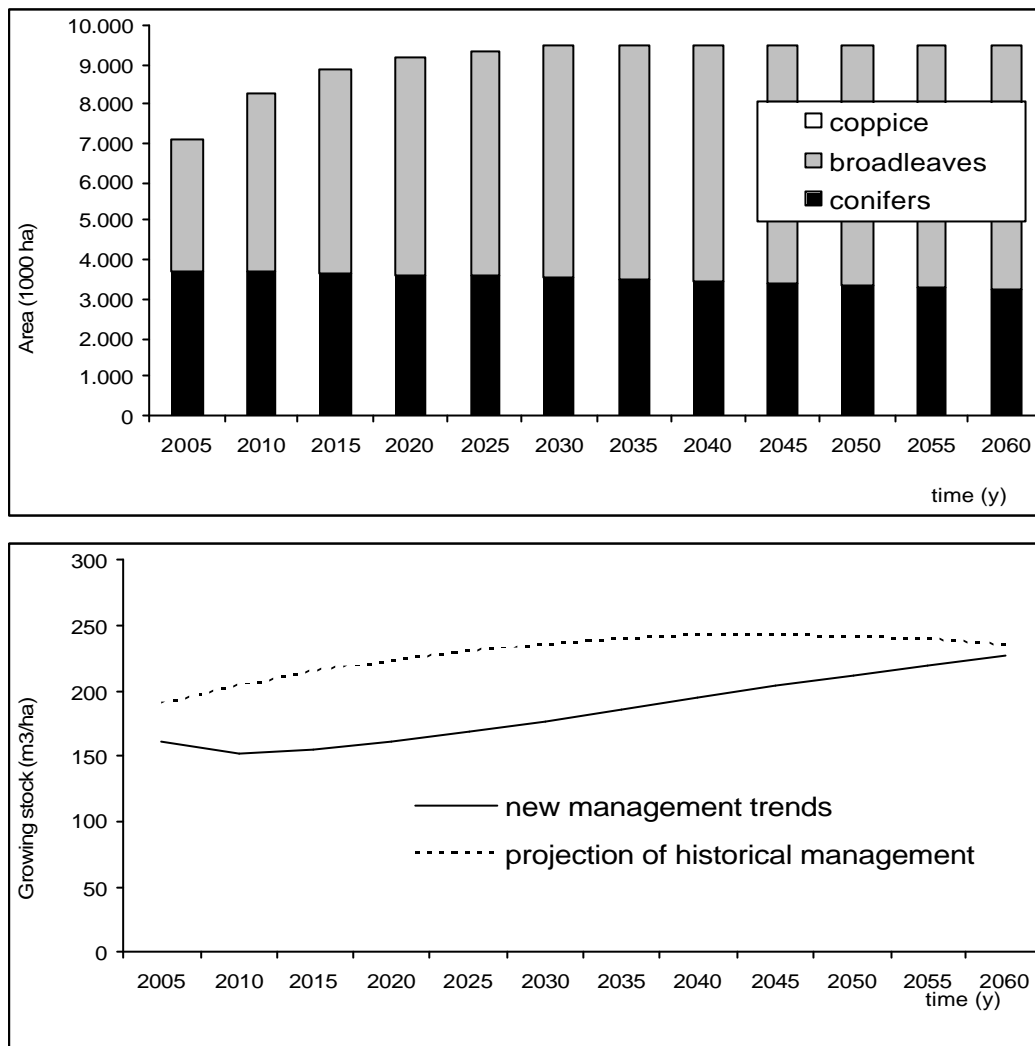 10.000
9.000
8.000
7.000
6.000
5.000
4.000
3.000
2.000
1.000
0
Area (1000 ha)
coppice
broadleaves
conifers
2005 2010 2015 2020 2025 2030 2035 2040 2045 2050 2055 2060
time (y)
300
250
200
150
100
50
0
Growing stock (m3/ha)
new management trends
projection of historical management
2005 2010 2015 2020 2025 2030 2035 2040 2045 2050 2055 2060
time (y)